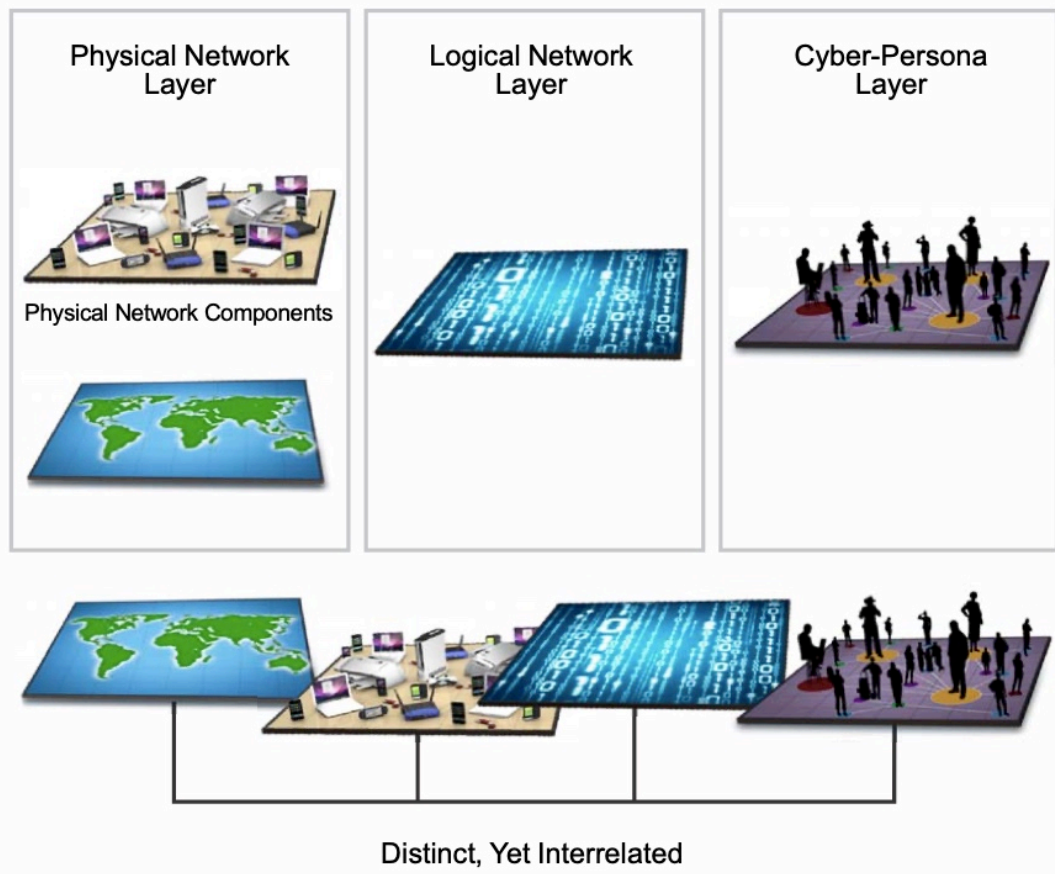 Physical Network
Layer
Logical Network
Layer
Cyber-Persona
Layer
Physical Network Components
Distinct, Yet Interrelated